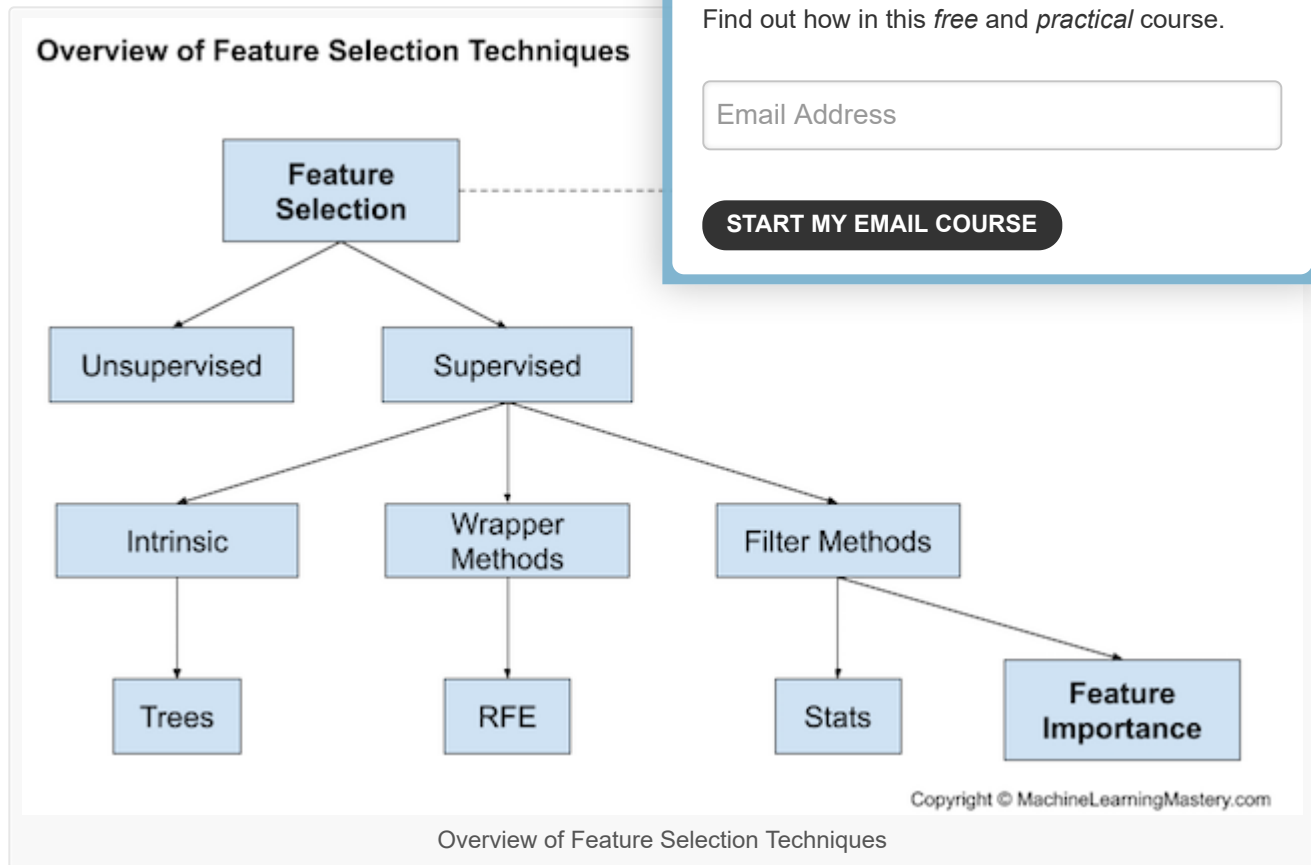 Find out how in this free and practical course.
Email Address
START MY EMAIL COURSE
Overview of Feature Selection Techniques
Feature
Selection
Unsupervised
Supervised
Intrinsic
Wrapper
Methods
Filter Methods
Trees
RFE
Stats
Feature
Importance
Copyright © MachineLearningMastery.com
Overview of Feature Selection Techniques